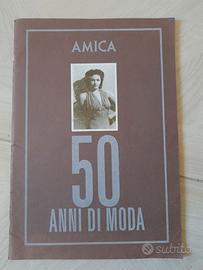 AMICA
50
ANNI DI MODA
subito